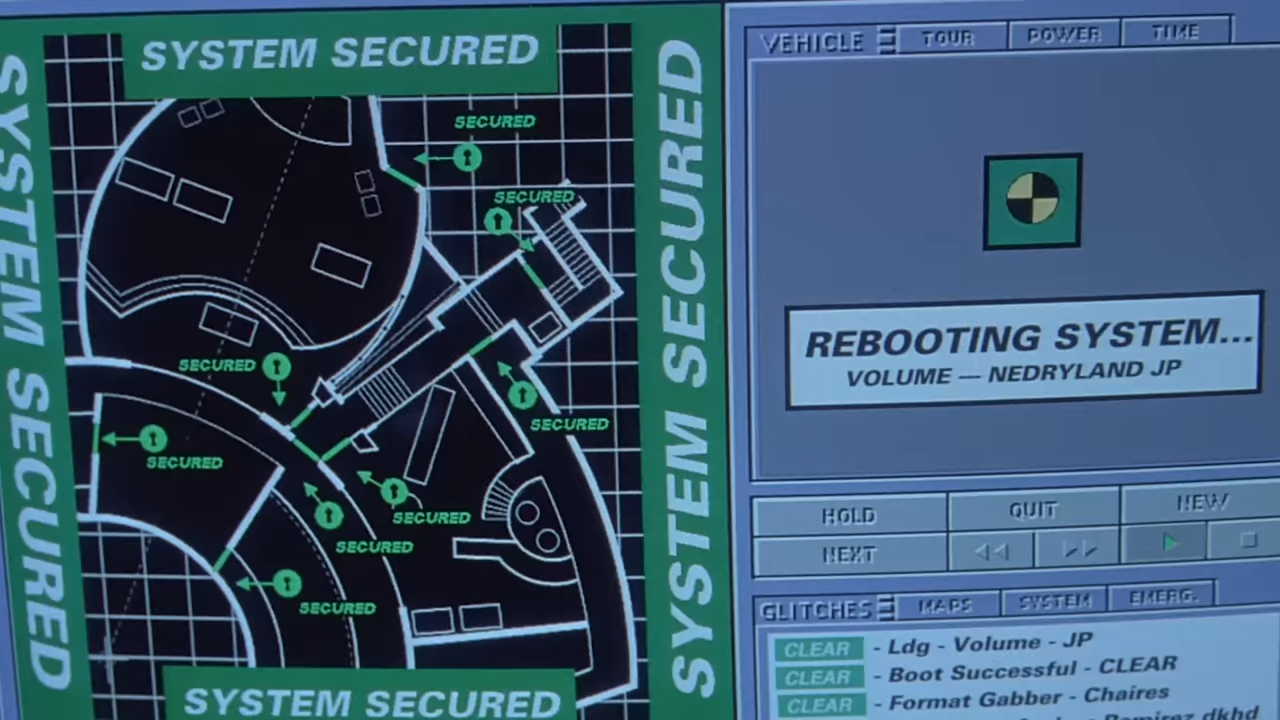 SYSTEM SECURED
SYSTEM SECURED
SYSTEM SECURED
SECURED
SECURED
SECURED
SECURED
SECURED
SECURED
SECURED
SECURED
SYSTEM SECURED
VEHICLE
TOUR
POWER
TIME
REBOOTING SYSTEM...
VOLUME — NEDRYLAND JP
HOLD
QUIT
NEW
NEXT
GLITCHES
MAPS
SYSTEM
EMERG.
CLEAR - Ldg - Volume - JP
CLEAR - Boot Successful - CLEAR
CLEAR - Format Gabber - Chaires
Ramirez dkhd